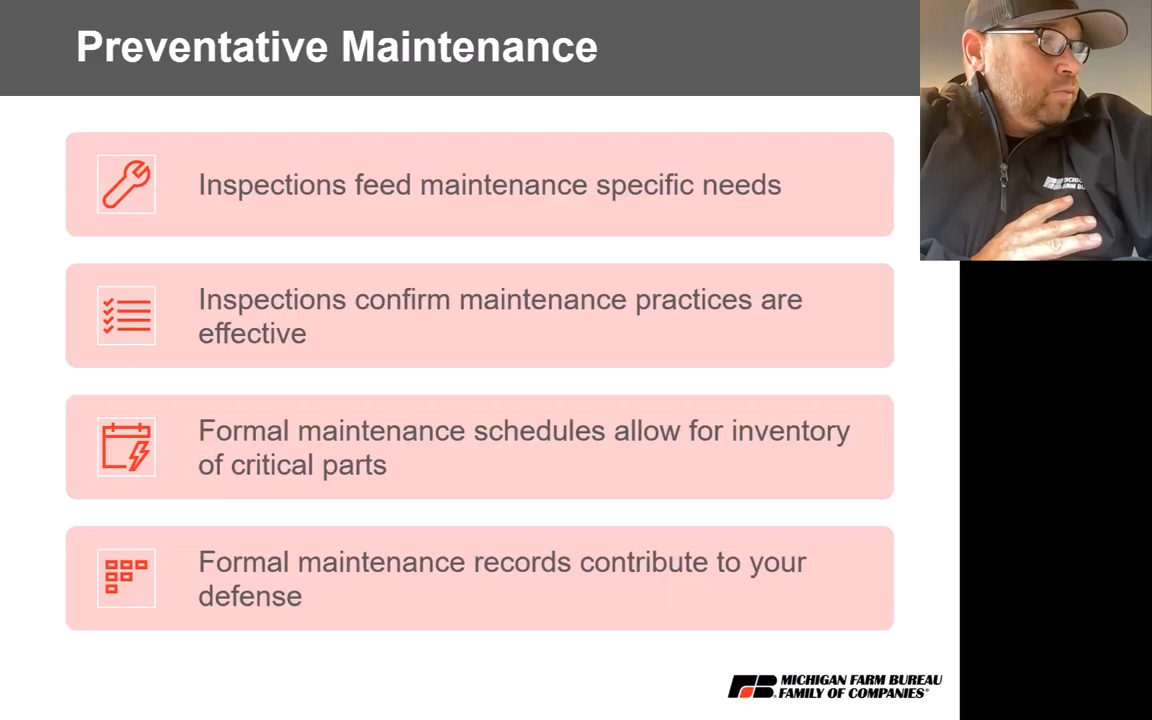 Preventative Maintenance
Inspections feed maintenance specific needs
Inspections confirm maintenance practices are
effective
Formal maintenance schedules allow for inventory
of critical parts
Formal maintenance records contribute to your
defense
MICHIGAN FARM BUREAU
FAMILY OF COMPANIES®